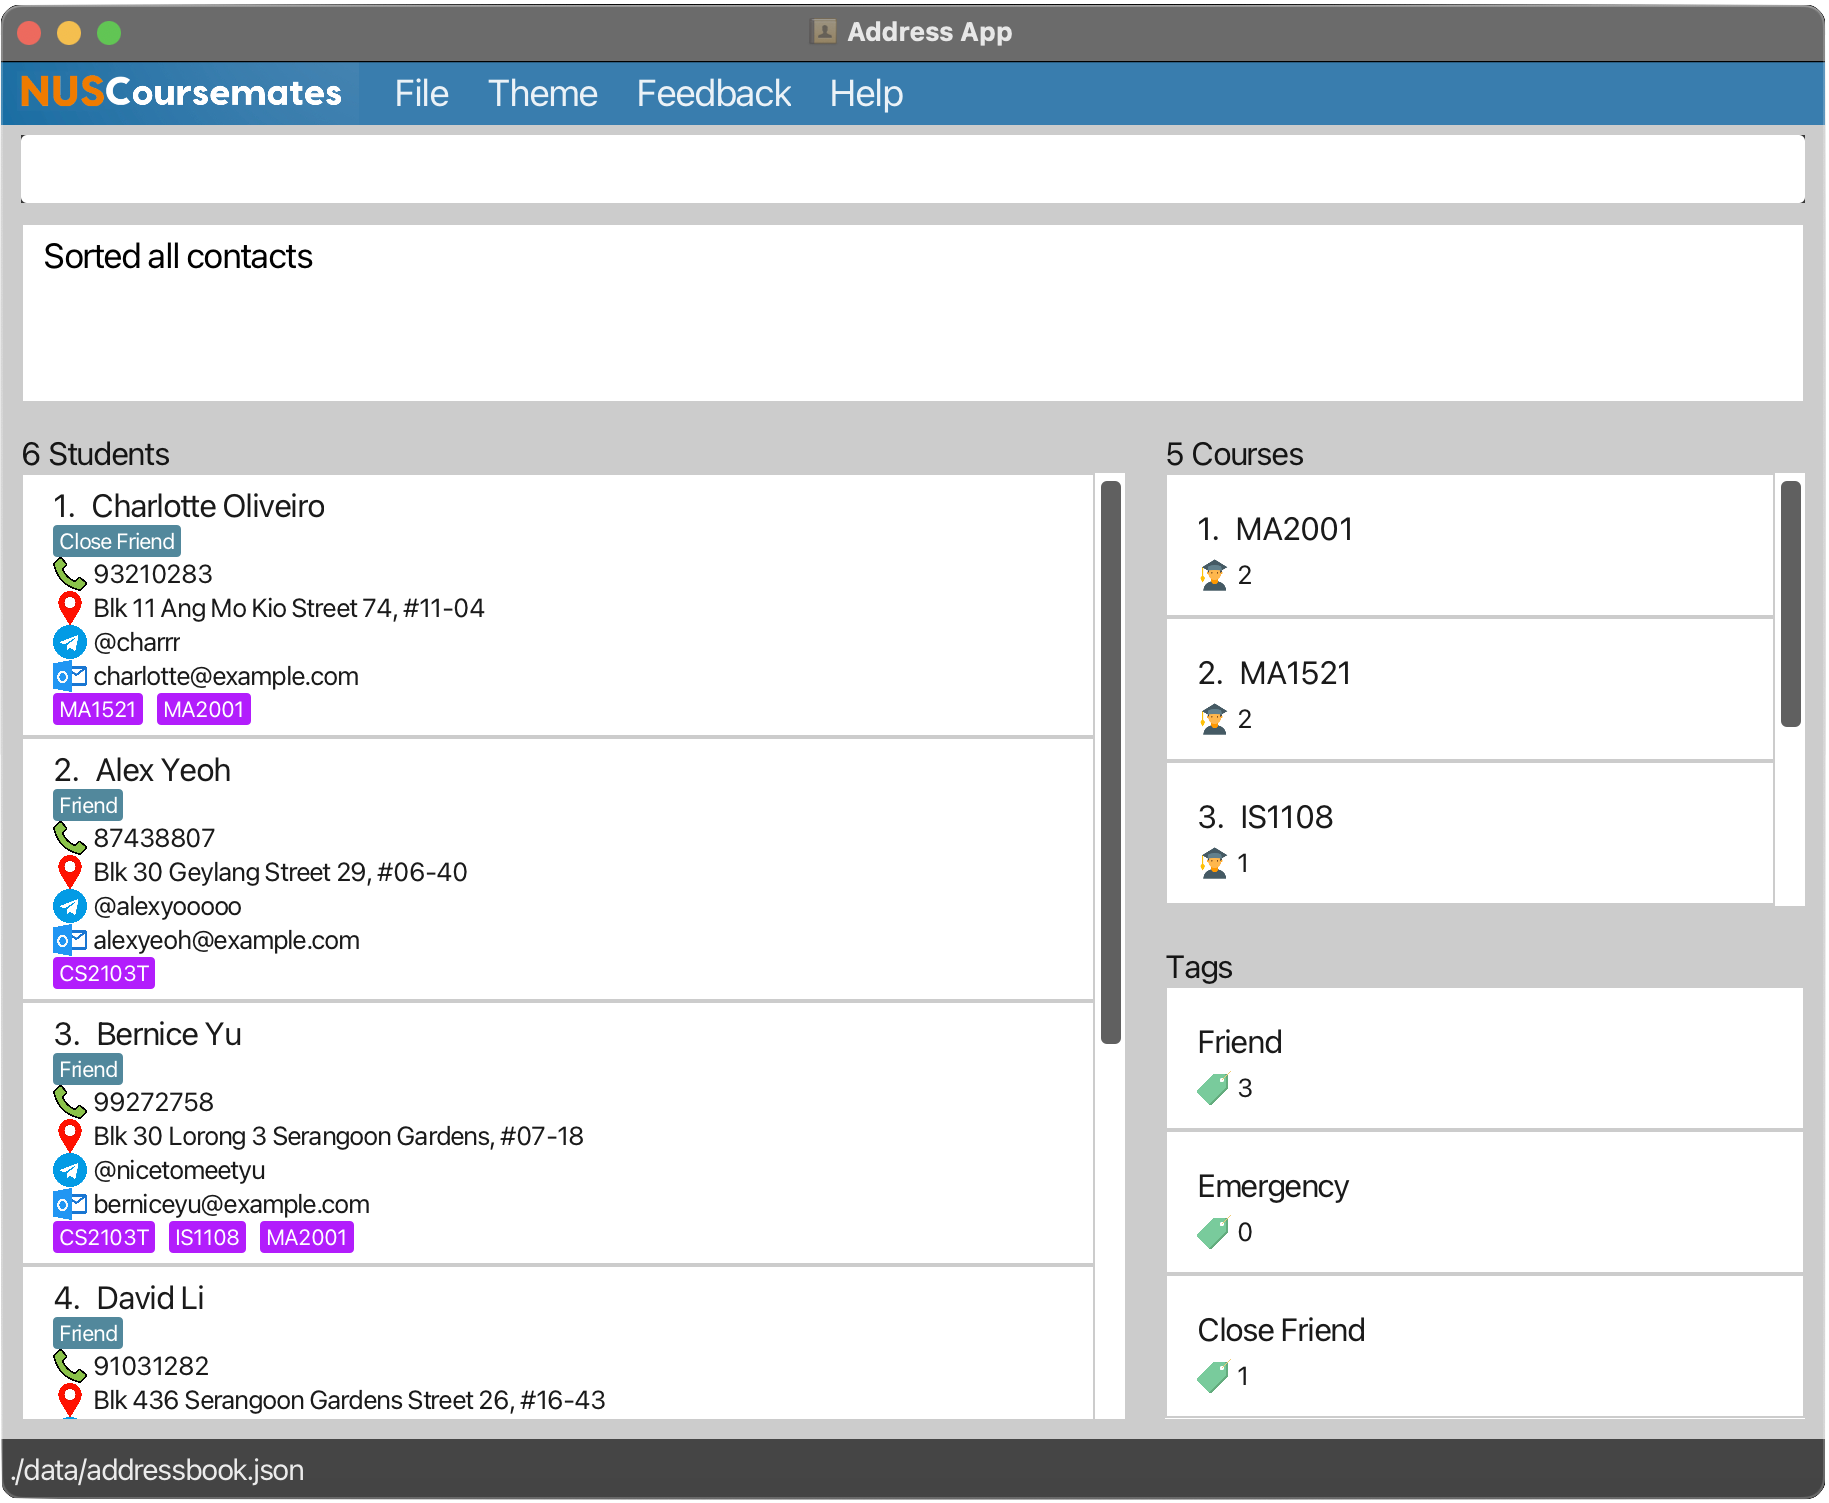 Address App
NUSCoursemates File Theme Feedback Help
Sorted all contacts
6 Students
1. Charlotte Oliveiro
Close Friend
93210283
Blk 11 Ang Mo Kio Street 74, #11-04
@charrr
charlotte@example.com
MA1521 MA2001
2. Alex Yeoh
Friend
87438807
Blk 30 Geylang Street 29, #06-40
@alexyooooo
alexyeoh@example.com
CS2103T
3. Bernice Yu
Friend
99272758
Blk 30 Lorong 3 Serangoon Gardens, #07-18
@nicetomeetyu
berniceyu@example.com
CS2103T IS1108 MA2001
4. David Li
Friend
91031282
Blk 436 Serangoon Gardens Street 26, #16-43
5 Courses
1. MA2001
2
2. MA1521
2
3. IS1108
1
Tags
Friend
3
Emergency
0
Close Friend
1
./data/addressbook.json